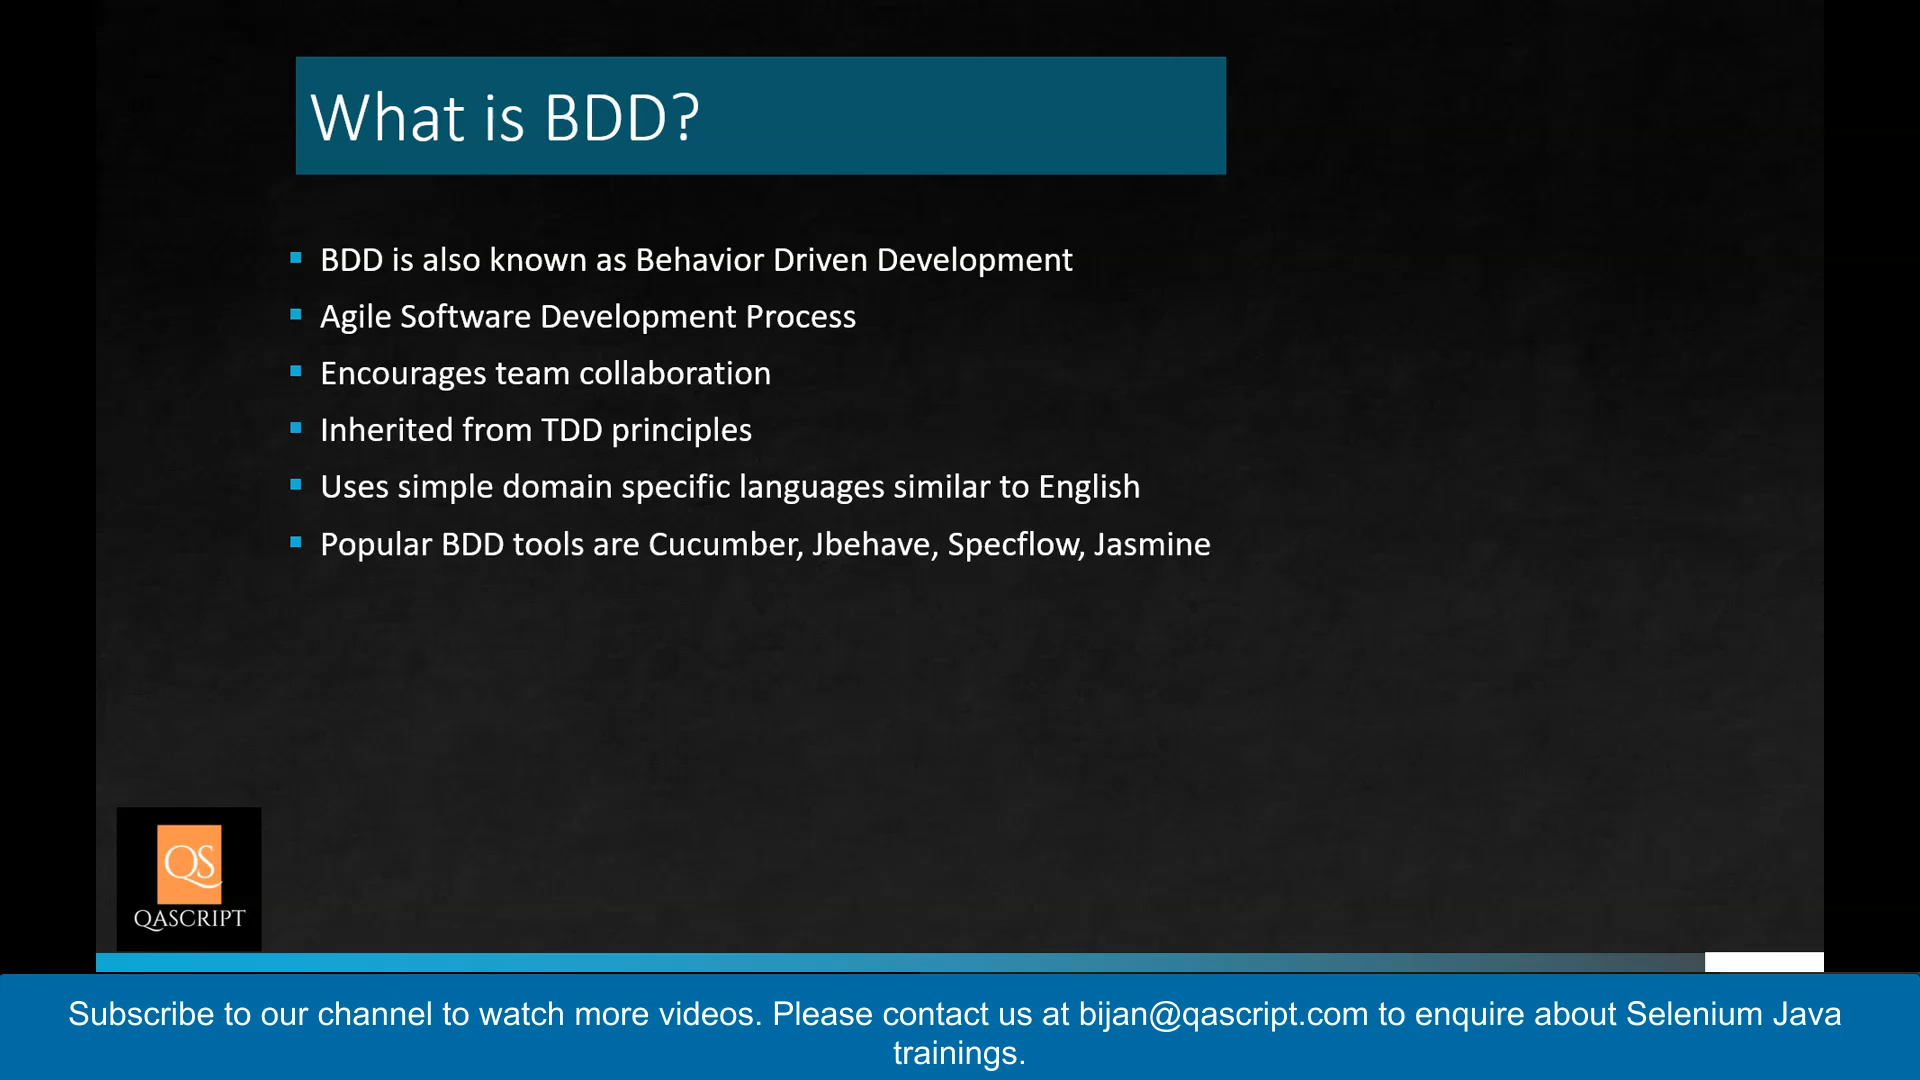 What is BDD?
BDD is also known as Behavior Driven Development
Agile Software Development Process
Encourages team collaboration
Inherited from TDD principles
Uses simple domain specific languages similar to English
Popular BDD tools are Cucumber, Jbehave, Specflow, Jasmine
QS
QASCRIPT
Subscribe to our channel to watch more videos. Please contact us at bijan@qascript.com to enquire about Selenium Java
trainings.